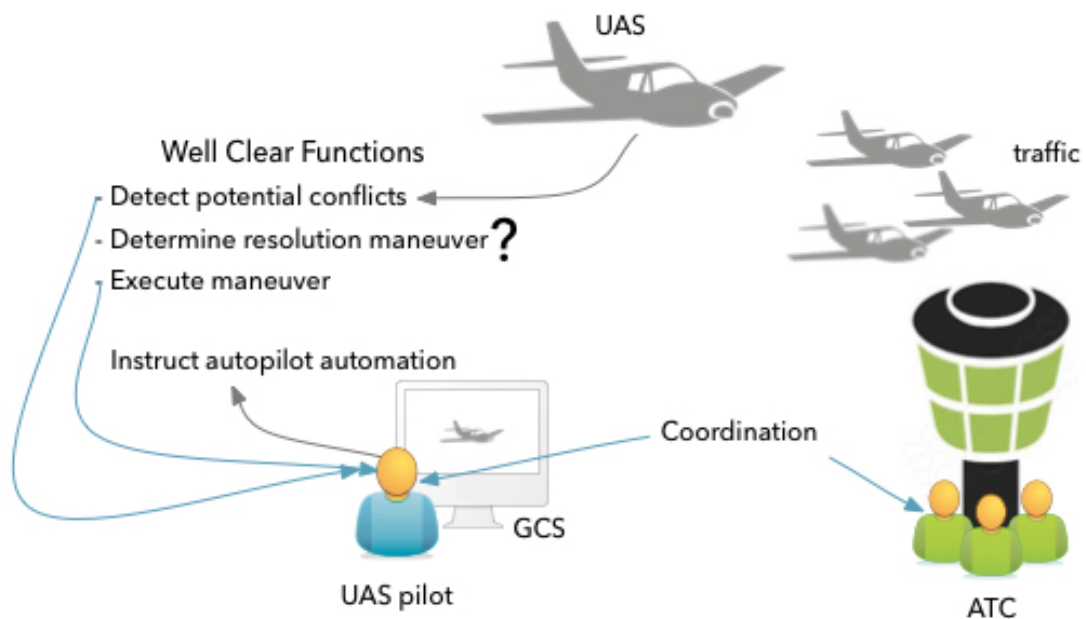 UAS
traffic
Well Clear Functions
- Detect potential conflicts
- Determine resolution maneuver?
- Execute maneuver
Instruct autopilot automation
Coordination
GCS
UAS pilot
ATC